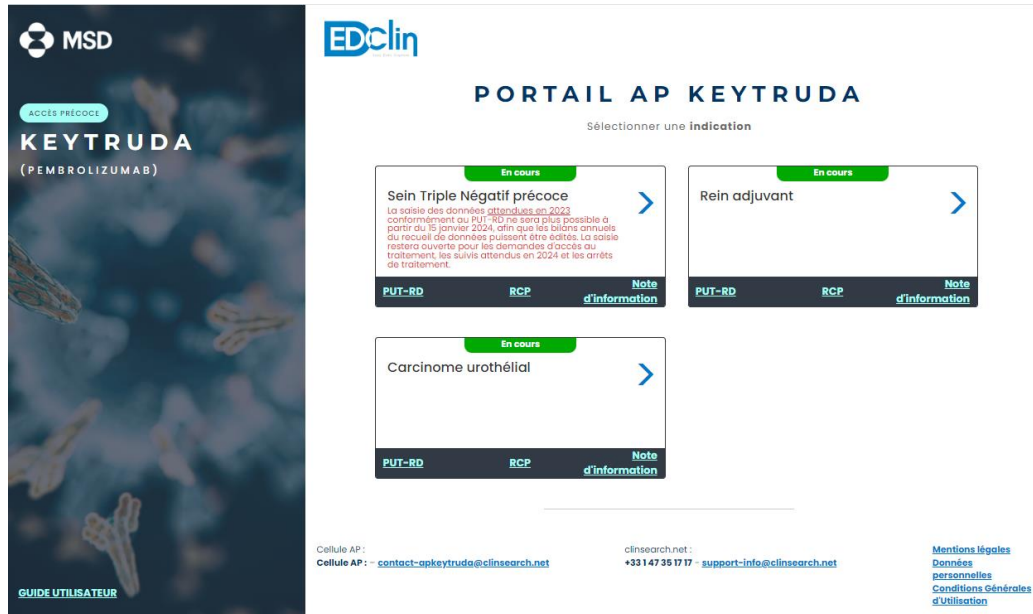 MSD
ACCÈS PRÉCOCE
KEYTRUDA
(PEMBROLIZUMAB)
GUIDE UTILISATEUR
EDClin
PORTAIL AP KEYTRUDA
Sélectionner une indication
En cours
Sein Triple Négatif précoce
La saisie des données attendues en 2023
conformément au PUT-RD ne sera plus possible à
partir du 15 janvier 2024, afin que les bilans annuels
du recueil de données puissent être édités. La saisie
restera ouverte pour les demandes d'accès au
traitement, les suivis attendus en 2024 et les arrêts
de traitement.
PUT-RD RCP Note
d'information
En cours
Rein adjuvant
PUT-RD RCP Note
d'information
En cours
Carcinome urothélial
PUT-RD RCP Note
d'information
Cellule AP :
Cellule AP : - contact-apkeytruda@clinsearch.net
clinsearch.net :
+33 1 47 35 17 17 - support-info@clinsearch.net
Mentions légales
Données
personnelles
Conditions Générales
d'Utilisation